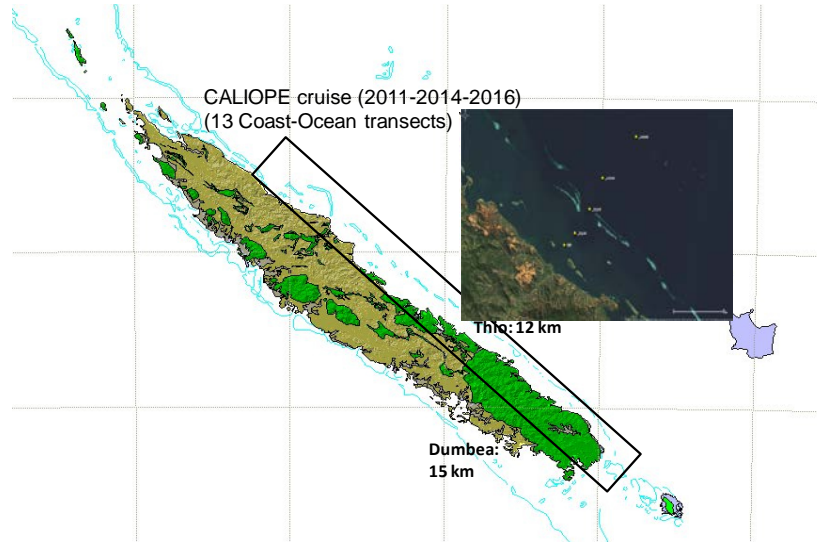 CALIOPE cruise (2011-2014-2016)
(13 Coast-Ocean transects)
Thio: 12 km
Dumbea:
15 km